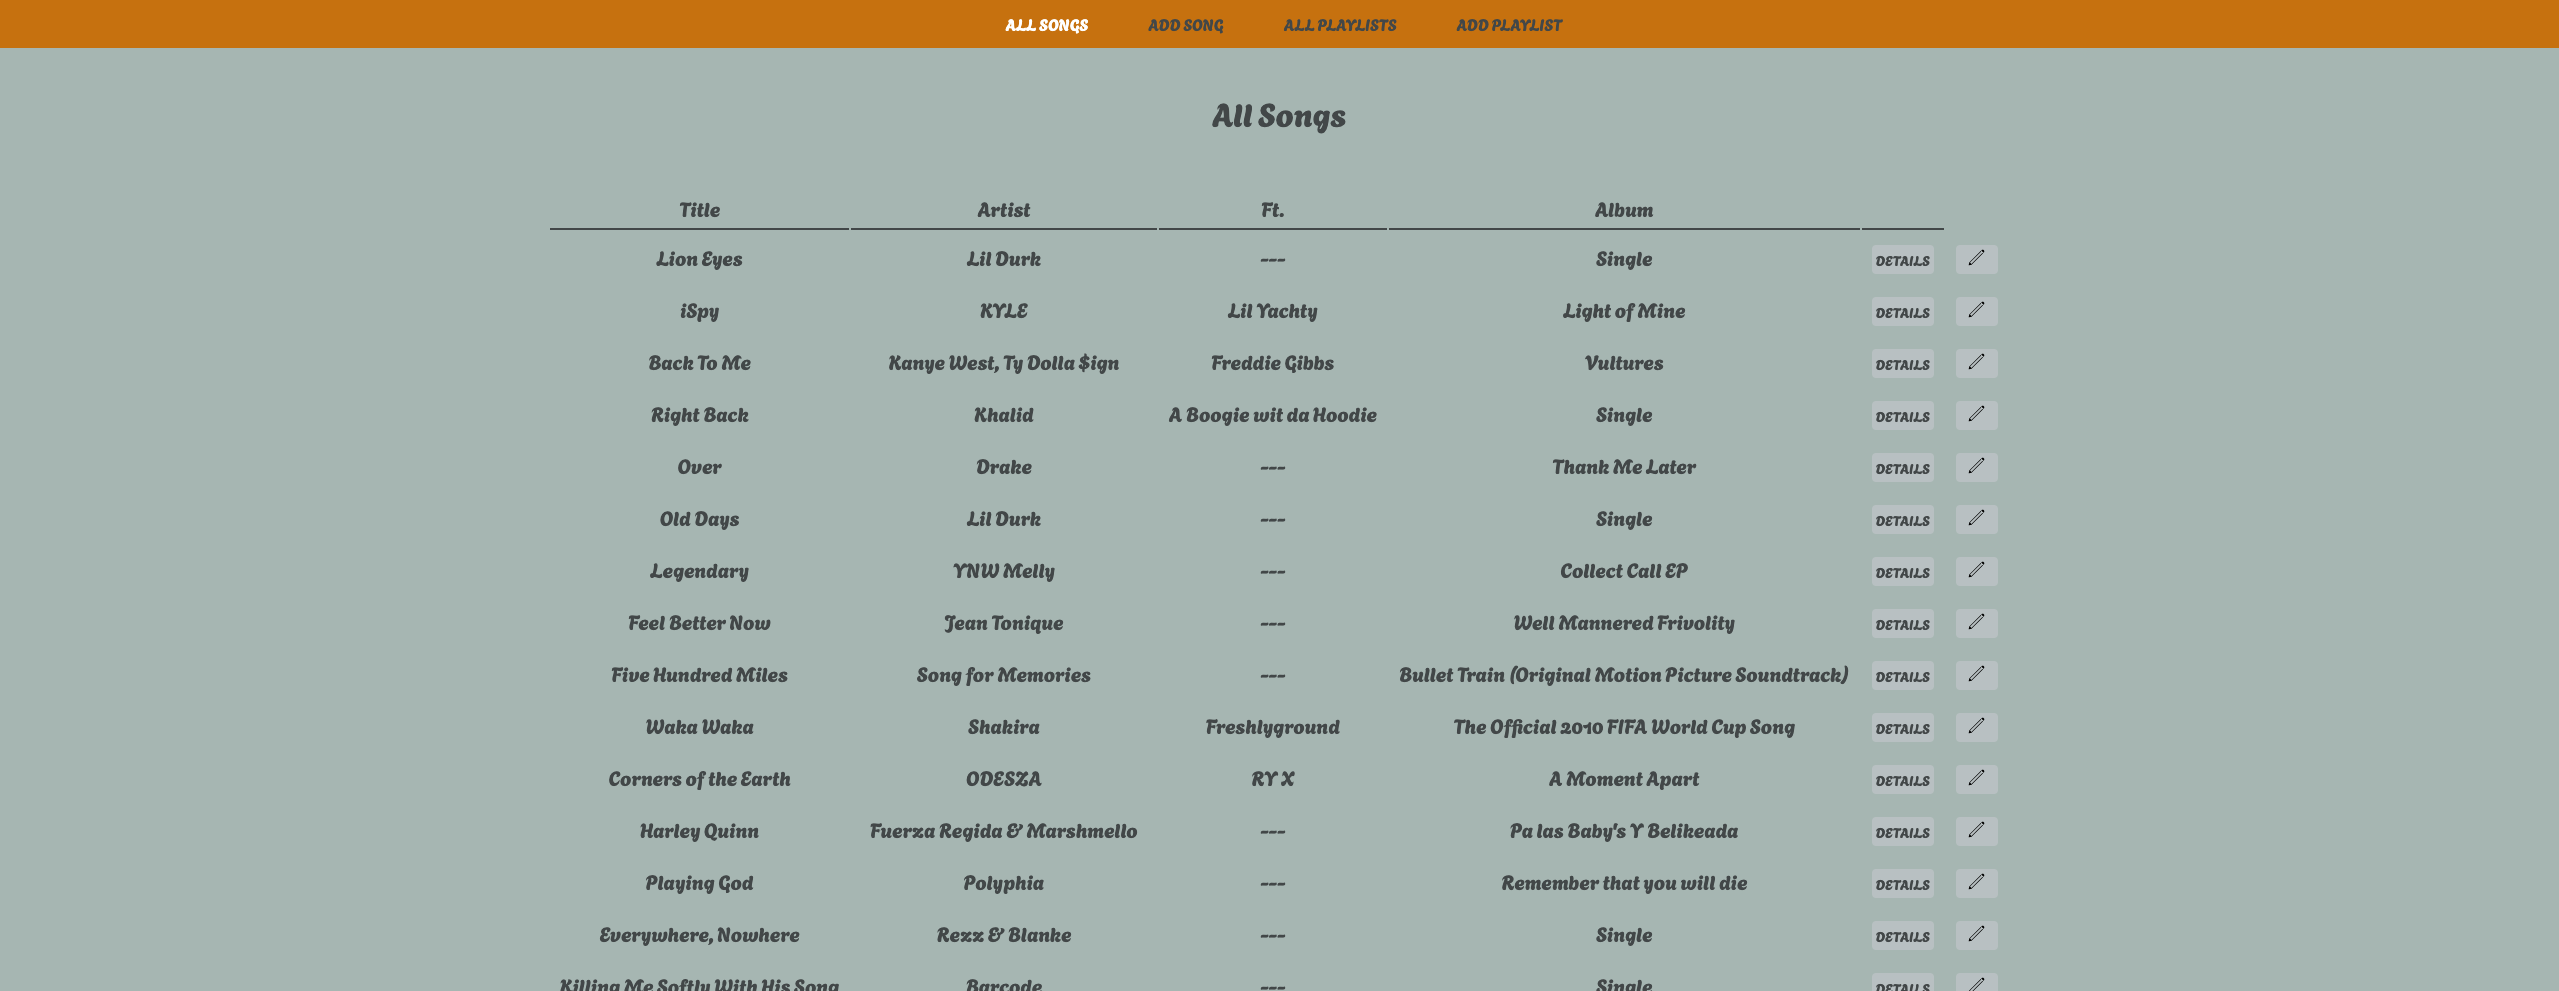 ALL SONGS ADD SONG ALL PLAYLISTS ADD PLAYLIST
All Songs
Title Artist Ft. Album
Lion Eyes Lil Durk --- Single DETAILS
iSpy KYLE Lil Yachty Light of Mine DETAILS
Back To Me Kanye West, Ty Dolla $ign Freddie Gibbs Vultures DETAILS
Right Back Khalid A Boogie wit da Hoodie Single DETAILS
Over Drake --- Thank Me Later DETAILS
Old Days Lil Durk --- Single DETAILS
Legendary YNW Melly --- Collect Call EP DETAILS
Feel Better Now Jean Tonique --- Well Mannered Frivolity DETAILS
Five Hundred Miles Song for Memories --- Bullet Train (Original Motion Picture Soundtrack) DETAILS
Waka Waka Shakira Freshlyground The Official 2010 FIFA World Cup Song DETAILS
Corners of the Earth ODESZA RY X A Moment Apart DETAILS
Harley Quinn Fuerza Regida & Marshmello --- Pa las Baby's Y Belikeada DETAILS
Playing God Polyphia --- Remember that you will die DETAILS
Everywhere, Nowhere Rezz & Blanke --- Single DETAILS
Killing Me Softly With His Song Barcode --- Single DETAILS